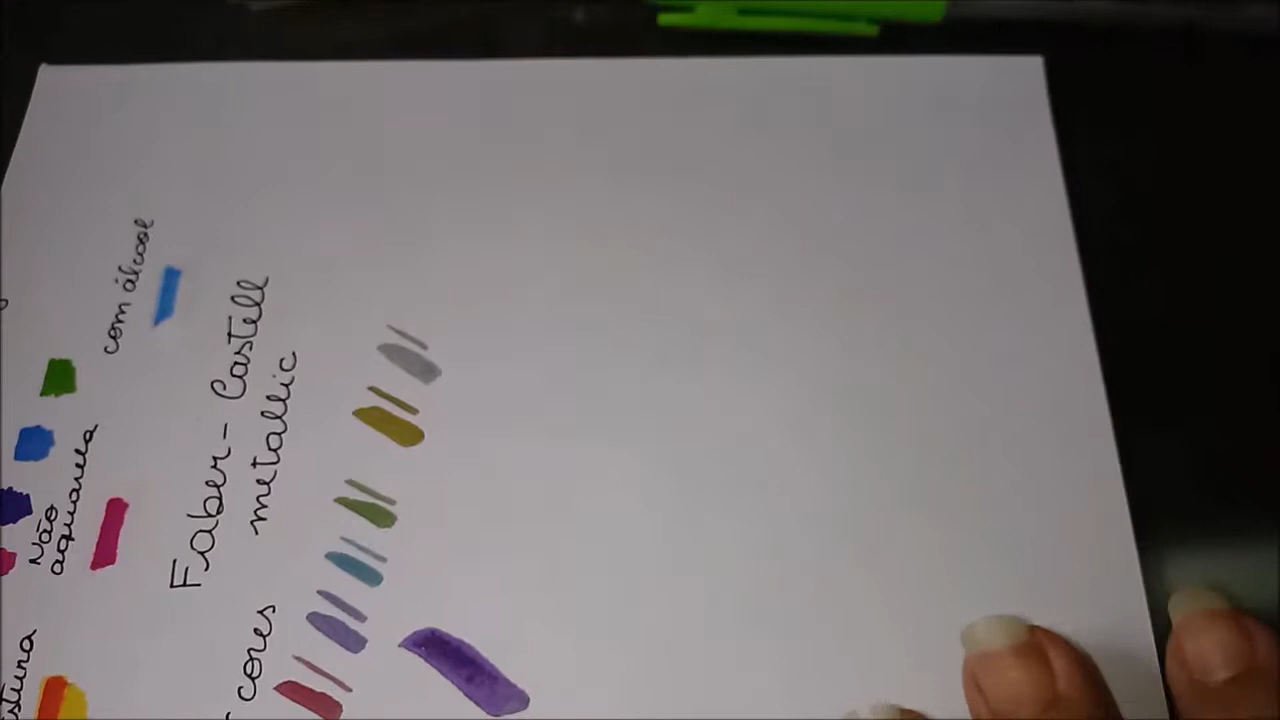 com álcool
Não
aquarela
Faber-Castell
metallic
cores